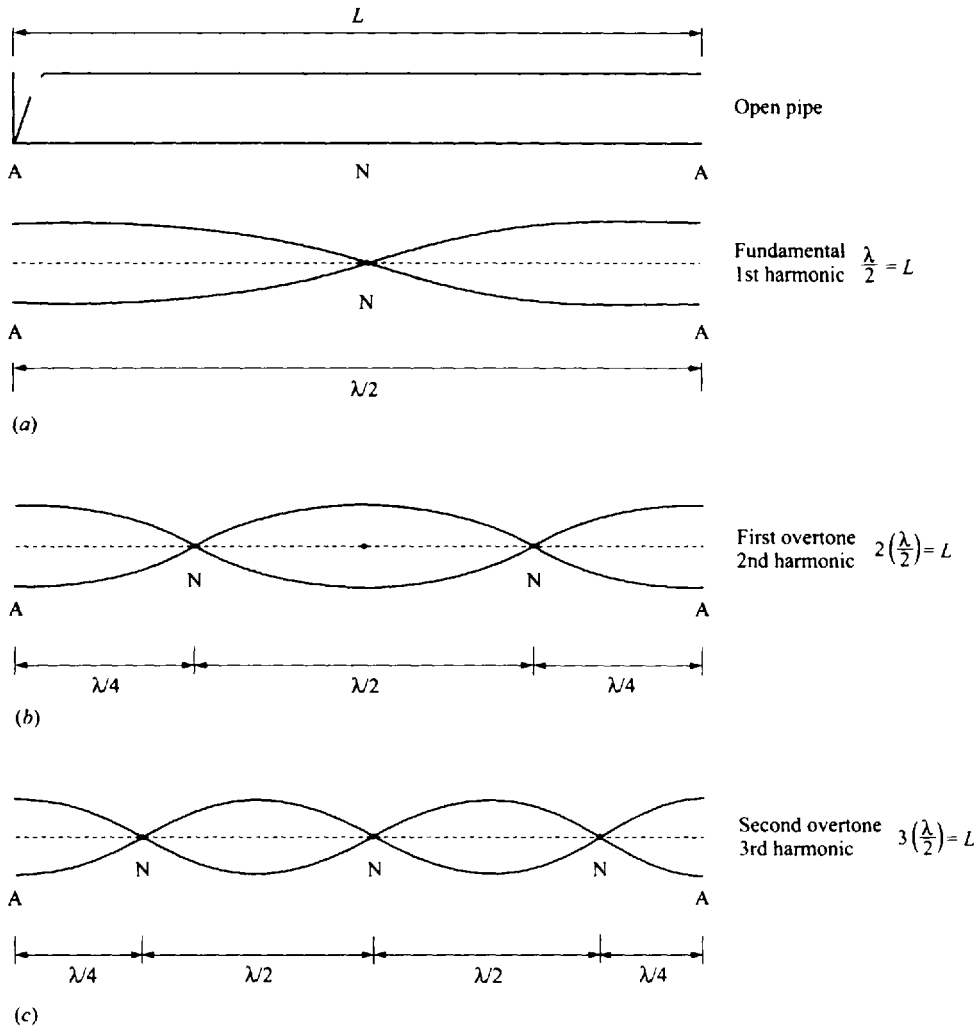 L
Open pipe
A N A
Fundamental
1st harmonic λ/2 = L
N
A A
λ/2
(a)
First overtone
2nd harmonic 2(λ/2) = L
N N
A A
λ/4 λ/2 λ/4
(b)
Second overtone
3rd harmonic 3(λ/2) = L
N N N
A A
λ/4 λ/2 λ/2 λ/4
(c)